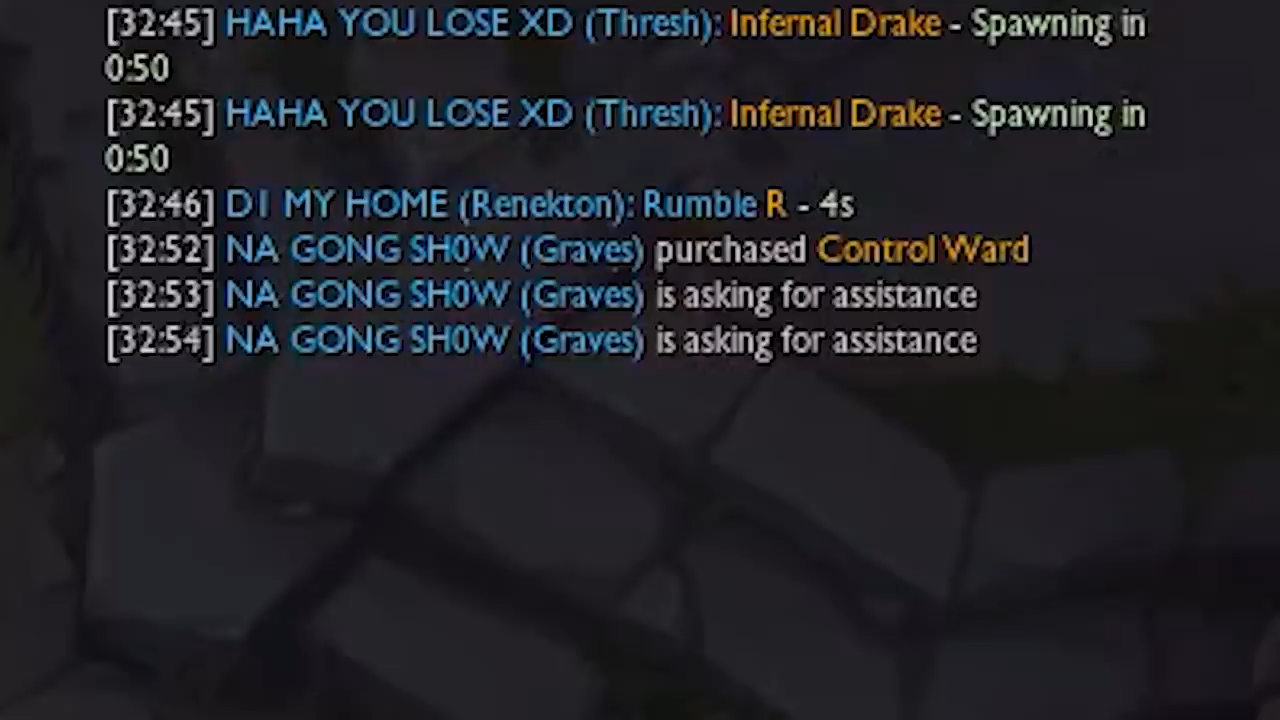 [32:45] HAHA YOU LOSE XD (Thresh): Infernal Drake - Spawning in
0:50
[32:45] HAHA YOU LOSE XD (Thresh): Infernal Drake - Spawning in
0:50
[32:46] D1 MY HOME (Renekton): Rumble R - 4s
[32:52] NA GONG SH0W (Graves) purchased Control Ward
[32:53] NA GONG SH0W (Graves) is asking for assistance
[32:54] NA GONG SH0W (Graves) is asking for assistance